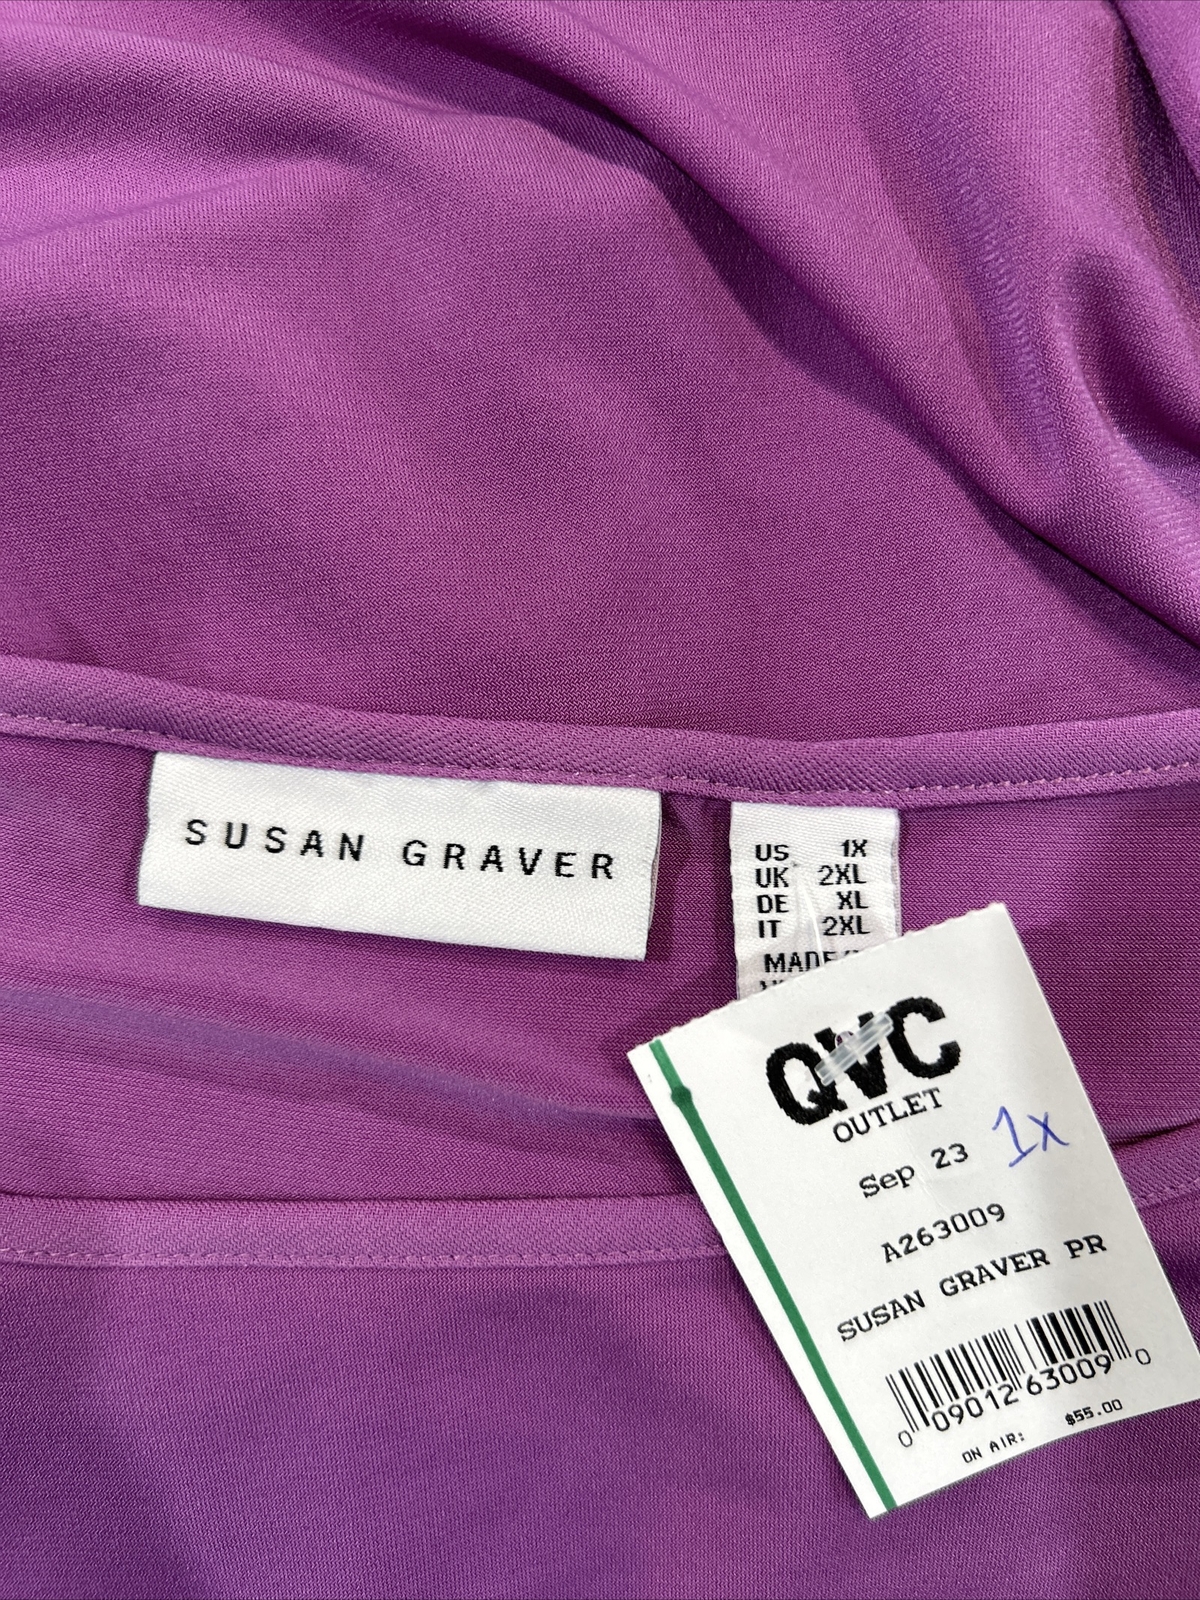 SUSAN GRAVER
US 1X
UK 2XL
DE XL
IT 2XL
MADE
QVC
OUTLET
Sep 23 1x
A263009
SUSAN GRAVER PR
0 09012 63009 0
ON AIR: $55.00